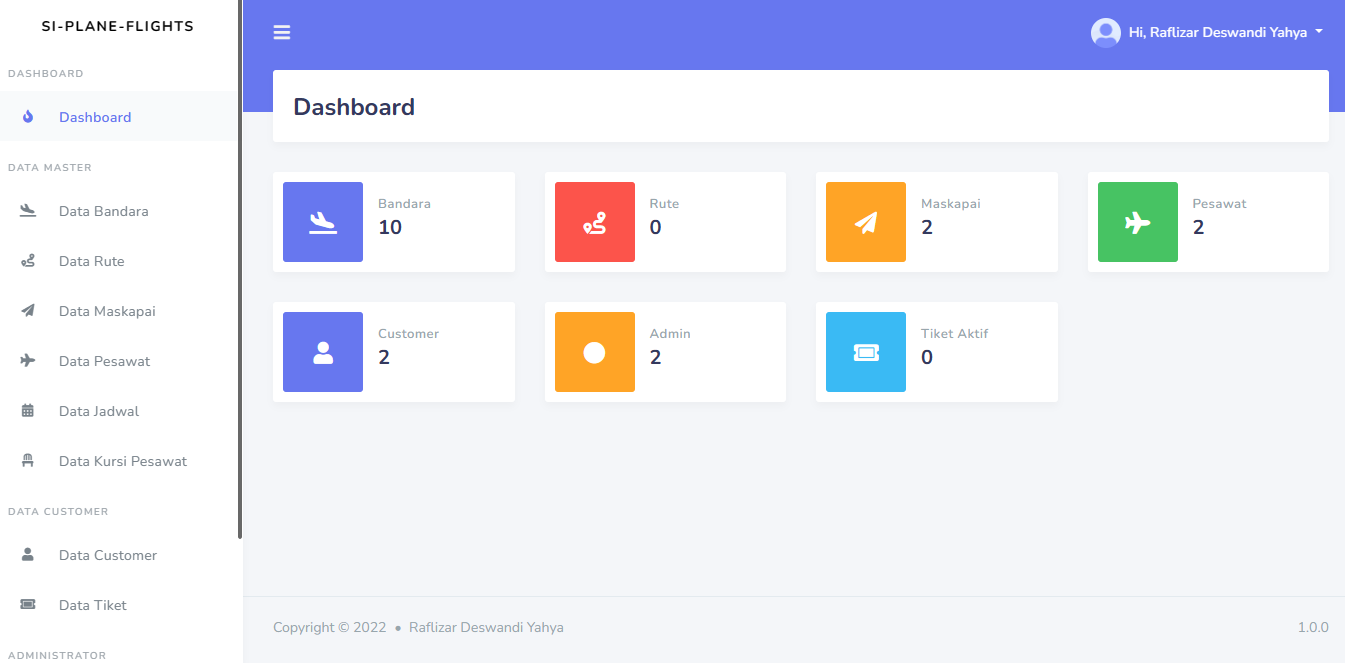 SI-PLANE-FLIGHTS
DASHBOARD
Dashboard
DATA MASTER
Data Bandara
Data Rute
Data Maskapai
Data Pesawat
Data Jadwal
Data Kursi Pesawat
DATA CUSTOMER
Data Customer
Data Tiket
ADMINISTRATOR
Hi, Raflizar Deswandi Yahya
Dashboard
Bandara
10
Rute
0
Maskapai
2
Pesawat
2
Customer
2
Admin
2
Tiket Aktif
0
Copyright © 2022 • Raflizar Deswandi Yahya
1.0.0